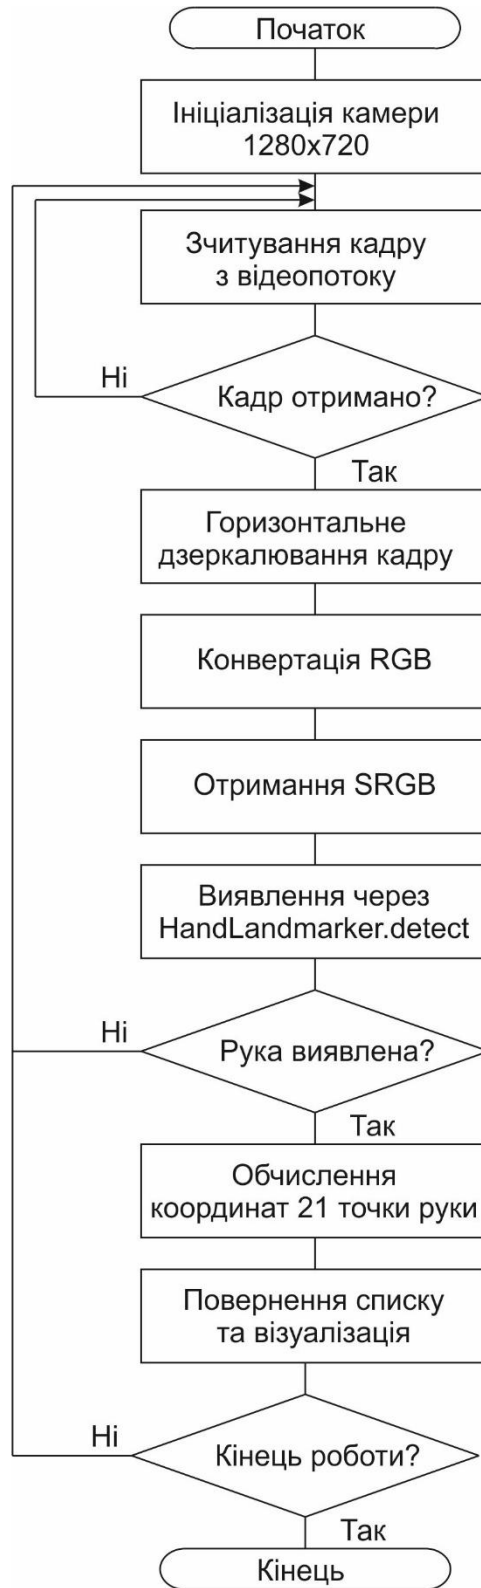 Початок
Ініціалізація камери
1280x720
Зчитування кадру
з відеопотоку
Ні
Кадр отримано?
Так
Горизонтальне
дзеркалювання кадру
Конвертація RGB
Отримання SRGB
Виявлення через
HandLandmarker.detect
Ні
Рука виявлена?
Так
Обчислення
координат 21 точки руки
Повернення списку
та візуалізація
Ні
Кінець роботи?
Так
Кінець